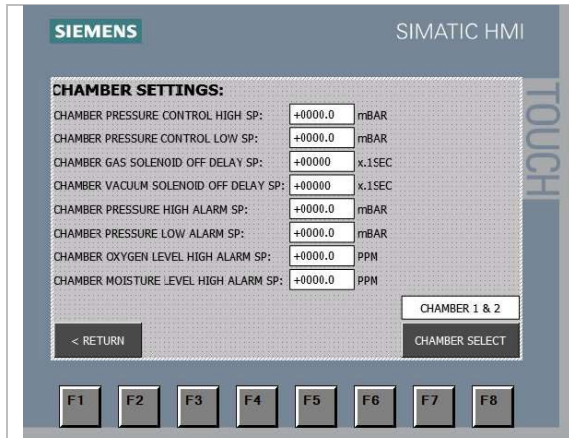 SIEMENS
SIMATIC HMI
TOUCH
CHAMBER SETTINGS:
CHAMBER PRESSURE CONTROL HIGH SP: +0000.0 mBAR
CHAMBER PRESSURE CONTROL LOW SP: +0000.0 mBAR
CHAMBER GAS SOLENOID OFF DELAY SP: +00000 x.1SEC
CHAMBER VACUUM SOLENOID OFF DELAY SP: +00000 x.1SEC
CHAMBER PRESSURE HIGH ALARM SP: +0000.0 mBAR
CHAMBER PRESSURE LOW ALARM SP: +0000.0 mBAR
CHAMBER OXYGEN LEVEL HIGH ALARM SP: +0000.0 PPM
CHAMBER MOISTURE LEVEL HIGH ALARM SP: +0000.0 PPM
CHAMBER 1 & 2
< RETURN CHAMBER SELECT
F1 F2 F3 F4 F5 F6 F7 F8